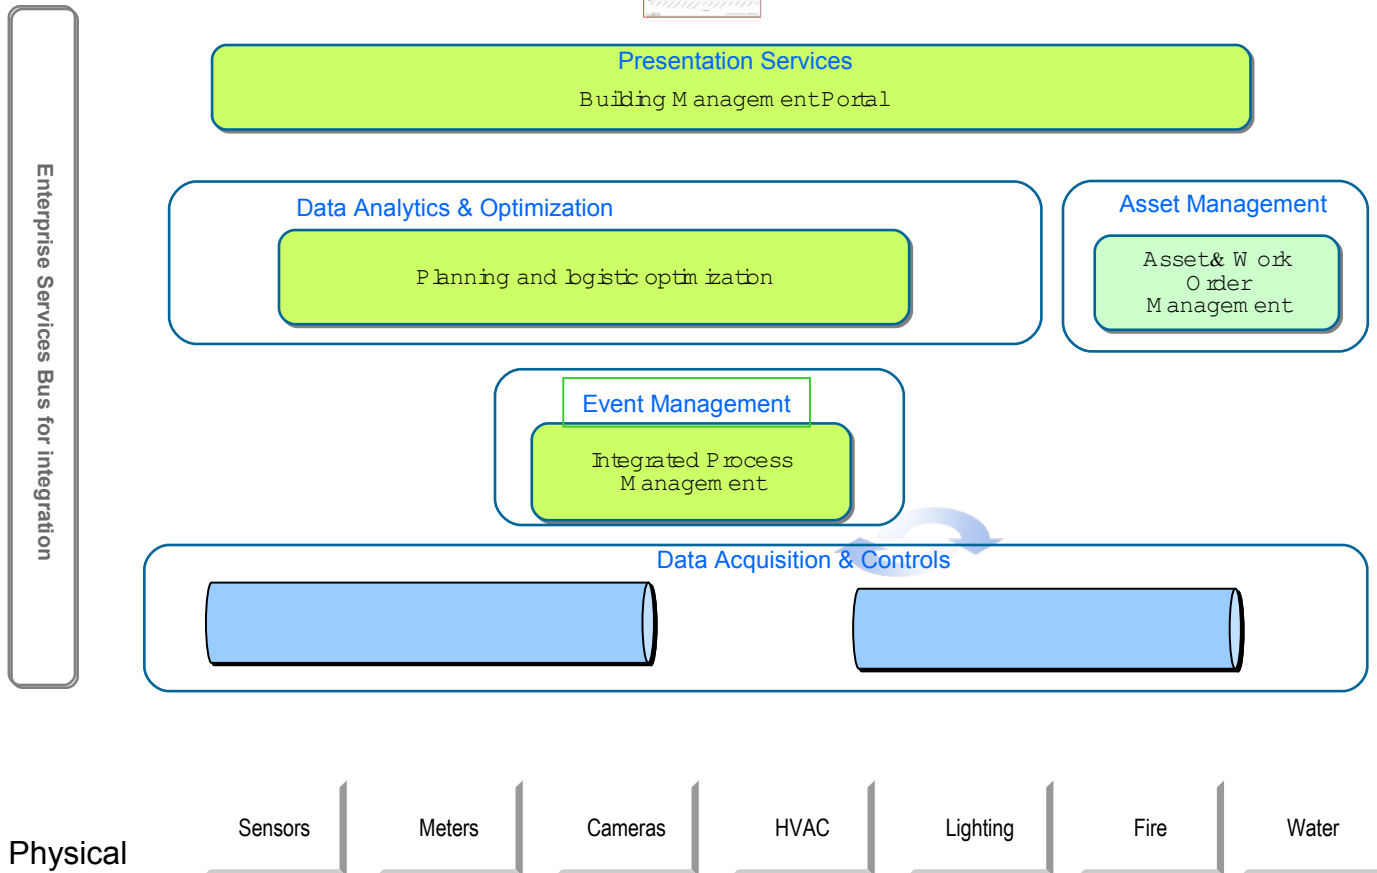 Presentation Services
Building Management Portal
Enterprise Services Bus for integration
Data Analytics & Optimization
Planning and logistic optimization
Asset Management
Asset & Work
Order
Management
Event Management
Integrated Process
Management
Data Acquisition & Controls
Sensors
Meters
Cameras
HVAC
Lighting
Fire
Water
Physical